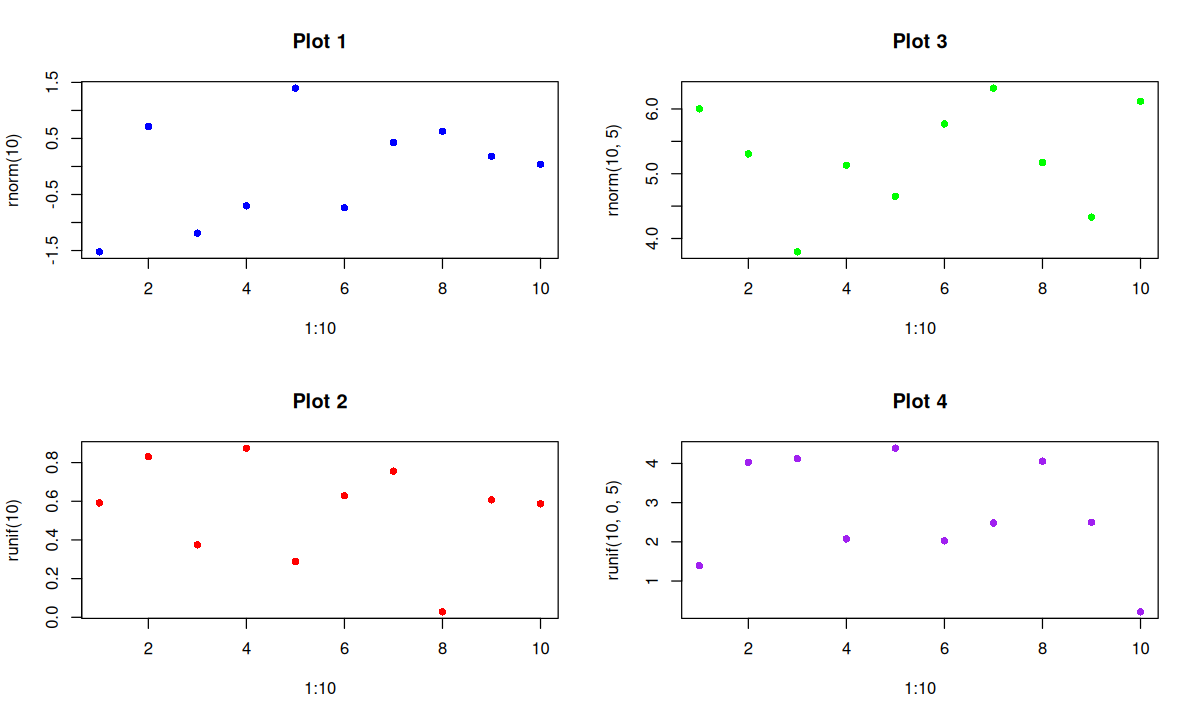 Plot 1
rnorm(10)
1.5
0.5
-0.5
-1.5
2 4 6 8 10
1:10
Plot 3
rnorm(10, 5)
6.0
5.0
4.0
2 4 6 8 10
1:10
Plot 2
runif(10)
0.8
0.6
0.4
0.2
0.0
2 4 6 8 10
1:10
Plot 4
runif(10, 0, 5)
4
3
2
1
2 4 6 8 10
1:10